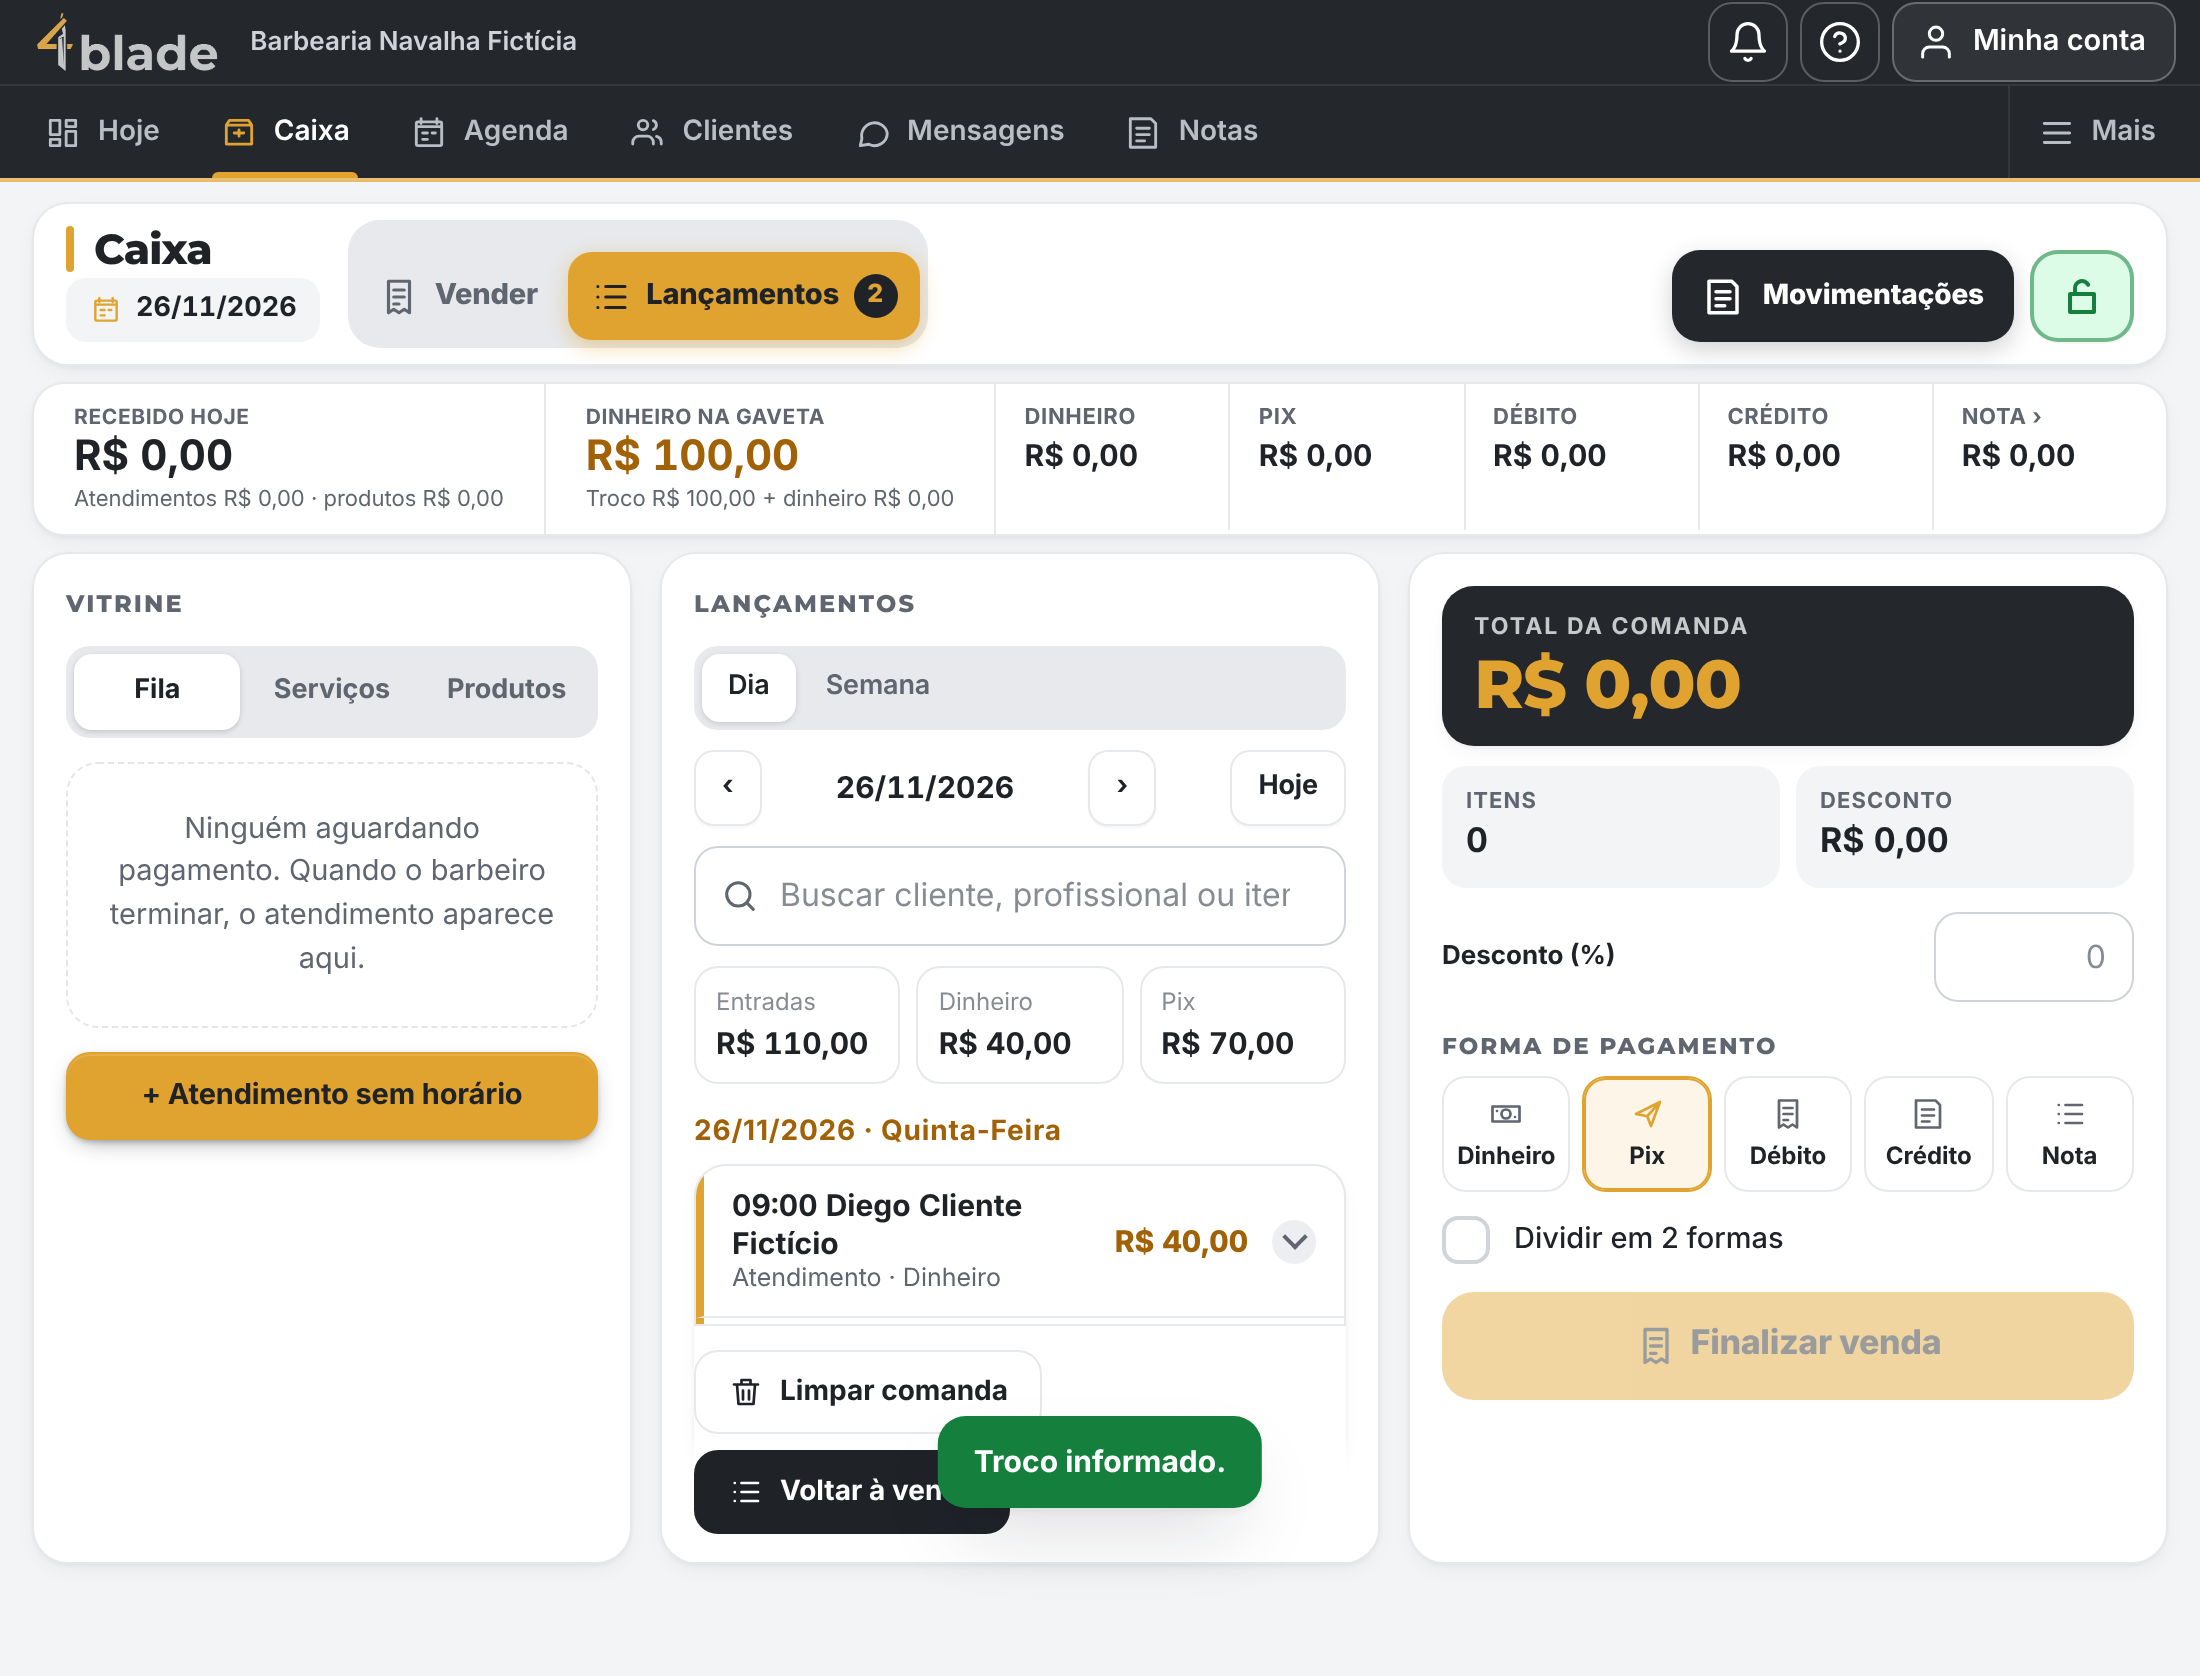 4blade
Barbearia Navalha Fictícia
Minha conta
Hoje
Caixa
Agenda
Clientes
Mensagens
Notas
Mais
Caixa
26/11/2026
Vender
Lançamentos 2
Movimentações
RECEBIDO HOJE
R$ 0,00
Atendimentos R$ 0,00 · produtos R$ 0,00
DINHEIRO NA GAVETA
R$ 100,00
Troco R$ 100,00 + dinheiro R$ 0,00
DINHEIRO
R$ 0,00
PIX
R$ 0,00
DÉBITO
R$ 0,00
CRÉDITO
R$ 0,00
NOTA ›
R$ 0,00
VITRINE
Fila
Serviços
Produtos
Ninguém aguardando
pagamento. Quando o barbeiro
terminar, o atendimento aparece
aqui.
+ Atendimento sem horário
LANÇAMENTOS
Dia
Semana
‹
26/11/2026
›
Hoje
Buscar cliente, profissional ou iter
Entradas
R$ 110,00
Dinheiro
R$ 40,00
Pix
R$ 70,00
26/11/2026 · Quinta-Feira
09:00 Diego Cliente
Fictício
Atendimento · Dinheiro
R$ 40,00
Limpar comanda
Voltar à ven
Troco informado.
TOTAL DA COMANDA
R$ 0,00
ITENS
0
DESCONTO
R$ 0,00
Desconto (%)
0
FORMA DE PAGAMENTO
Dinheiro
Pix
Débito
Crédito
Nota
Dividir em 2 formas
Finalizar venda